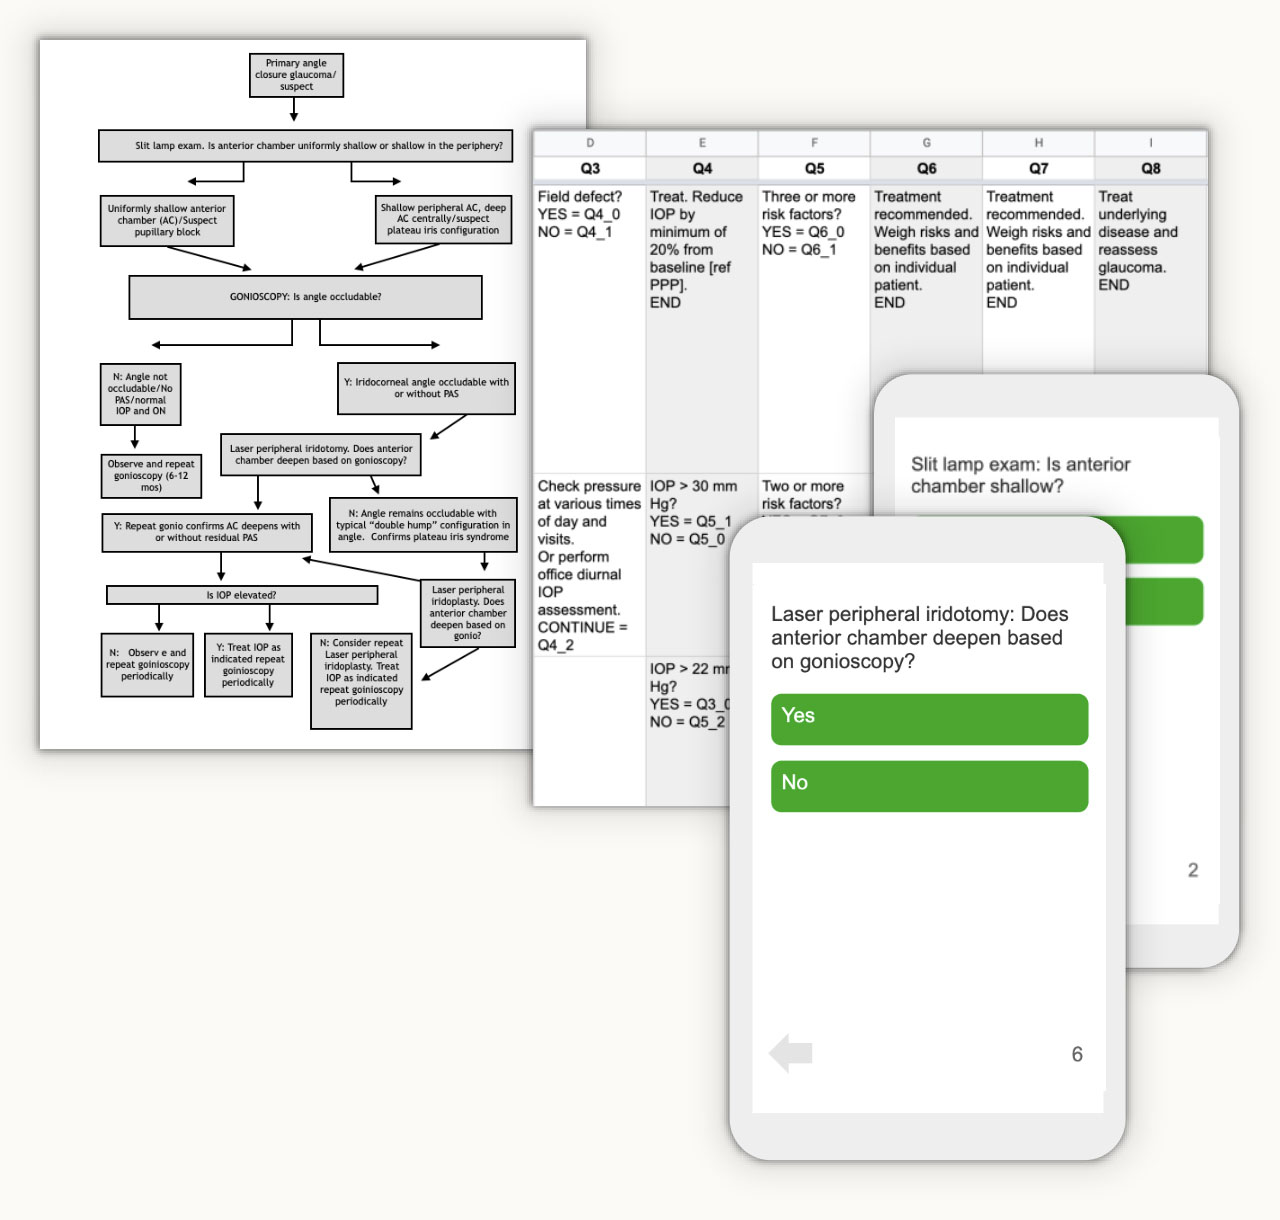 Primary angle
closure glaucoma/
suspect
Slit lamp exam. Is anterior chamber uniformly shallow or shallow in the periphery?
Uniformly shallow anterior
chamber (AC)/Suspect
pupillary block
Shallow peripheral AC, deep
AC centrally/suspect
plateau iris configuration
GONIOSCOPY: Is angle occludable?
N: Angle not
occludable/No
PAS/normal
IOP and ON
Y: Iridocorneal angle occludable with
or without PAS
Observe and repeat
gonioscopy (6-12
mos)
Laser peripheral iridotomy. Does anterior
chamber deepen based on gonioscopy?
Y: Repeat gonio confirms AC deepens with
or without residual PAS
N: Angle remains occludable with
typical “double hump” configuration in
angle. Confirms plateau iris syndrome
Is IOP elevated?
Laser peripheral
iridoplasty. Does
anterior chamber
deepen based on
gonio?
N: Observ e and
repeat goinioscopy
periodically
Y: Treat IOP as
indicated repeat
goinioscopy
periodically
N: Consider repeat
Laser peripheral
iridoplasty. Treat
IOP as indicated
repeat goinioscopy
periodically
D
E
F
G
H
I
Q3
Q4
Q5
Q6
Q7
Q8
Field defect?
YES = Q4_0
NO = Q4_1
Treat. Reduce
IOP by
minimum of
20% from
baseline [ref
PPP].
END
Three or more
risk factors?
YES = Q6_0
NO = Q6_1
Treatment
recommended.
Weigh risks and
benefits based
on individual
patient.
END
Treatment
recommended.
Weigh risks and
benefits based
on individual
patient.
END
Treat
underlying
disease and
reassess
glaucoma.
END
Check pressure
at various times
of day and
visits.
Or perform
office diurnal
IOP
assessment.
CONTINUE =
Q4_2
IOP > 30 mm
Hg?
YES = Q5_1
NO = Q5_0
Two or more
risk factors?
IOP > 22 mm
Hg?
YES = Q3_0
NO = Q5_2
Slit lamp exam: Is anterior
chamber shallow?
2
Laser peripheral iridotomy: Does
anterior chamber deepen based
on gonioscopy?
Yes
No
6